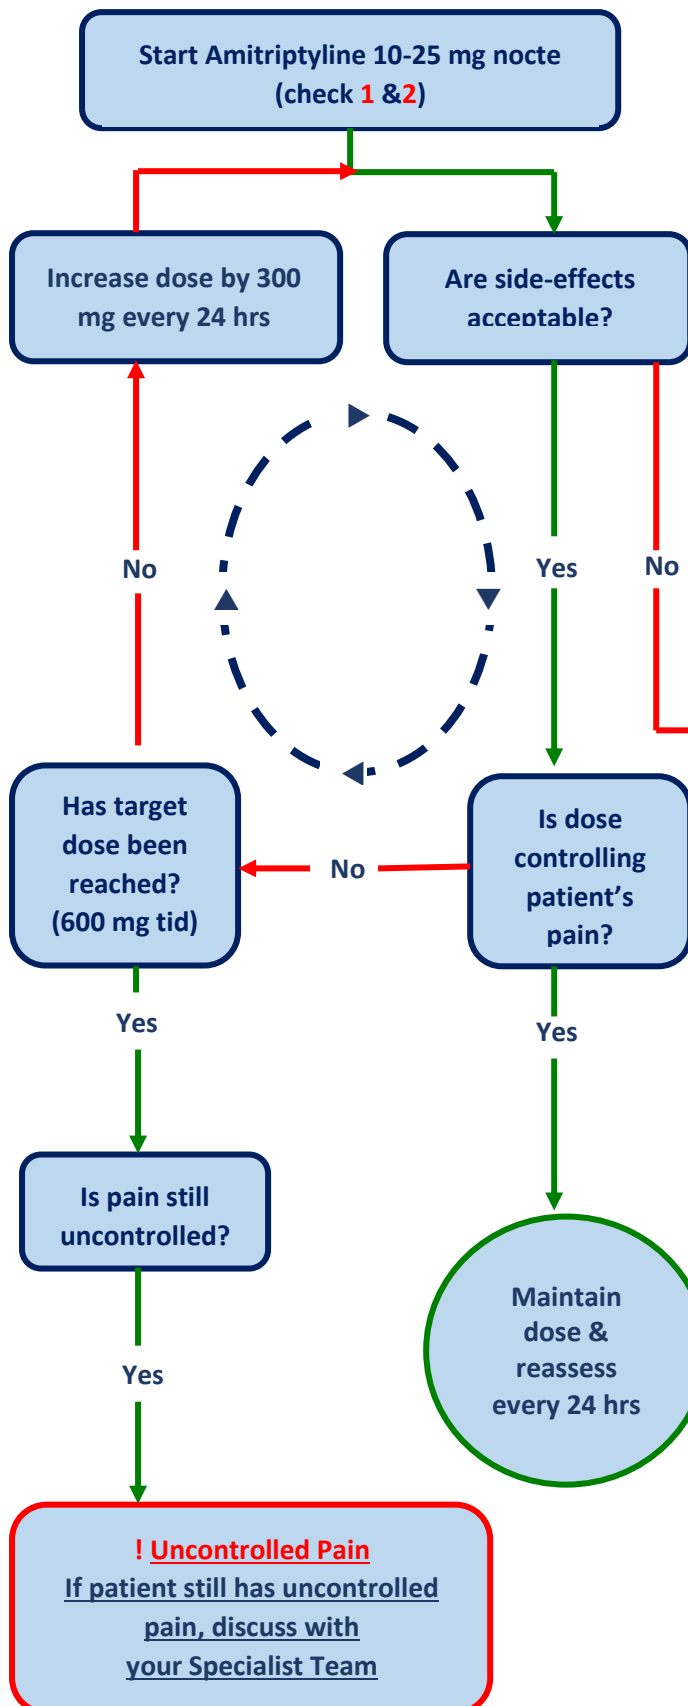 Start Amitriptyline 10-25 mg nocte
(check 1 &2)
Increase dose by 300
mg every 24 hrs
Are side-effects
acceptable?
No
Yes
No
Has target
dose been
reached?
(600 mg tid)
No
Is dose
controlling
patient’s
pain?
Yes
Yes
Is pain still
uncontrolled?
Maintain
dose &
reassess
every 24 hrs
Yes
! Uncontrolled Pain
If patient still has uncontrolled
pain, discuss with
your Specialist Team